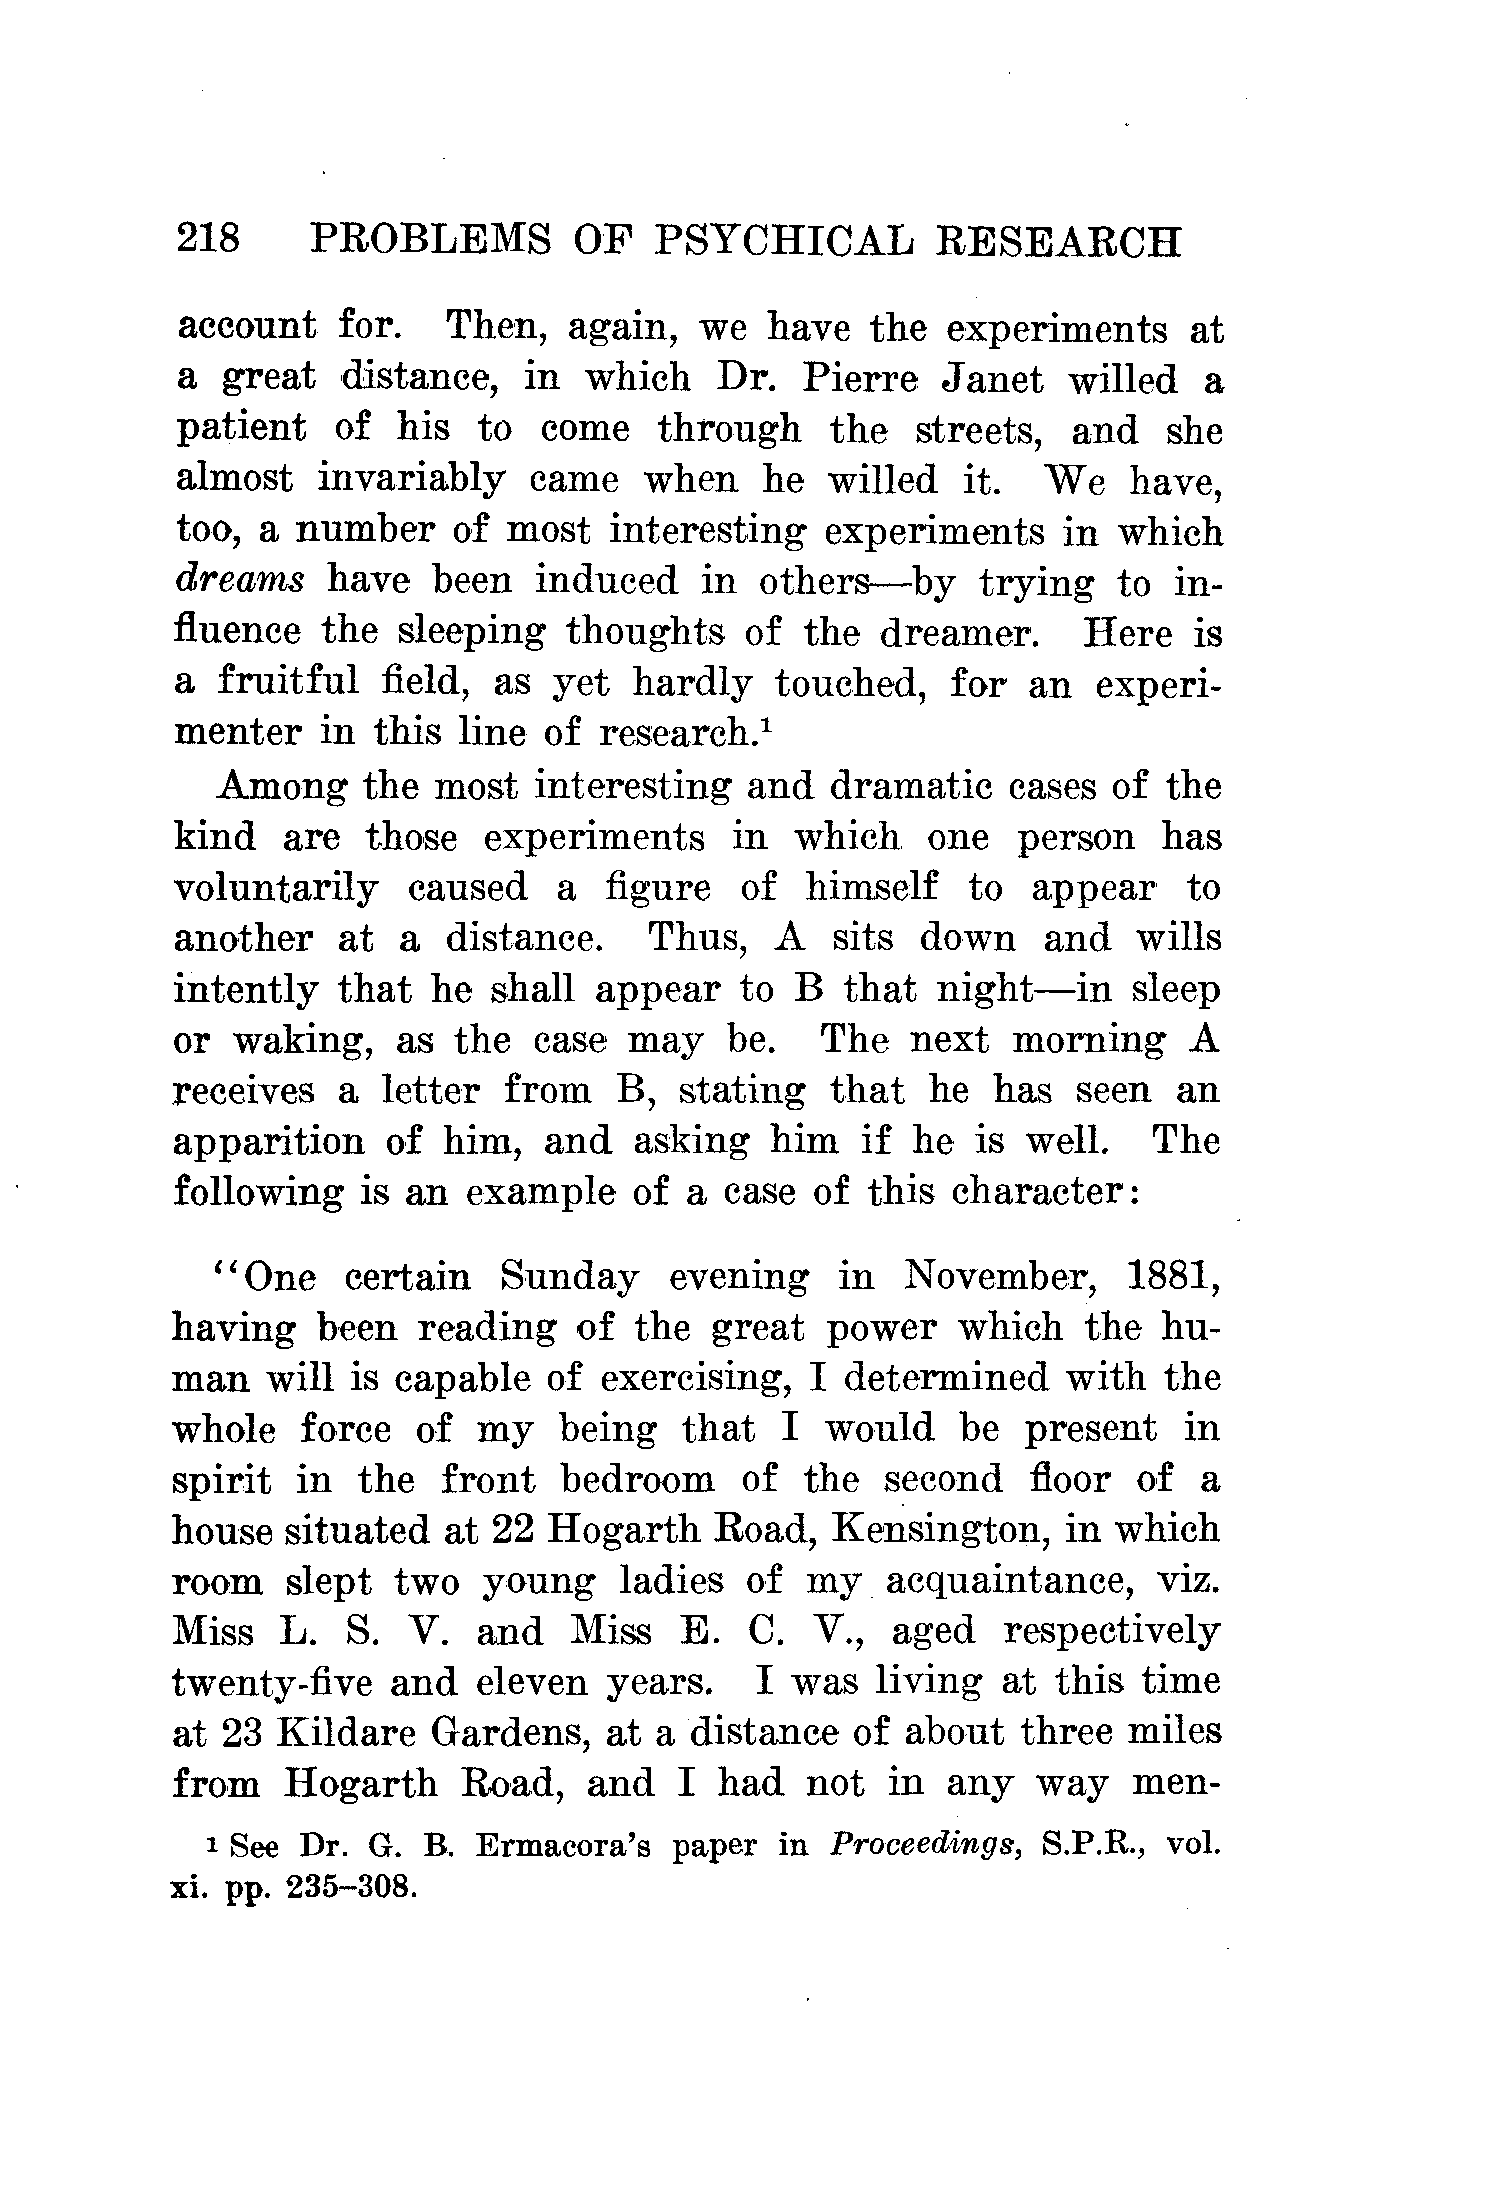 218 PROBLEMS OF PSYCHICAL RESEARCH
account for. Then, again, we have the experiments at
a great distance, in which Dr. Pierre Janet willed a
patient of his to come through the streets, and she
almost invariably came when he willed it. We have,
too, a number of most interesting experiments in which
dreams have been induced in others—by trying to in-
fluence the sleeping thoughts of the dreamer. Here is
a fruitful field, as yet hardly touched, for an experi-
menter in this line of research.¹
Among the most interesting and dramatic cases of the
kind are those experiments in which one person has
voluntarily caused a figure of himself to appear to
another at a distance. Thus, A sits down and wills
intently that he shall appear to B that night—in sleep
or waking, as the case may be. The next morning A
receives a letter from B, stating that he has seen an
apparition of him, and asking him if he is well. The
following is an example of a case of this character:
“One certain Sunday evening in November, 1881,
having been reading of the great power which the hu-
man will is capable of exercising, I determined with the
whole force of my being that I would be present in
spirit in the front bedroom of the second floor of a
house situated at 22 Hogarth Road, Kensington, in which
room slept two young ladies of my acquaintance, viz.
Miss L. S. V. and Miss E. C. V., aged respectively
twenty-five and eleven years. I was living at this time
at 23 Kildare Gardens, at a distance of about three miles
from Hogarth Road, and I had not in any way men-
¹ See Dr. G. B. Ermacora's paper in Proceedings, S.P.R., vol.
xi. pp. 235–308.